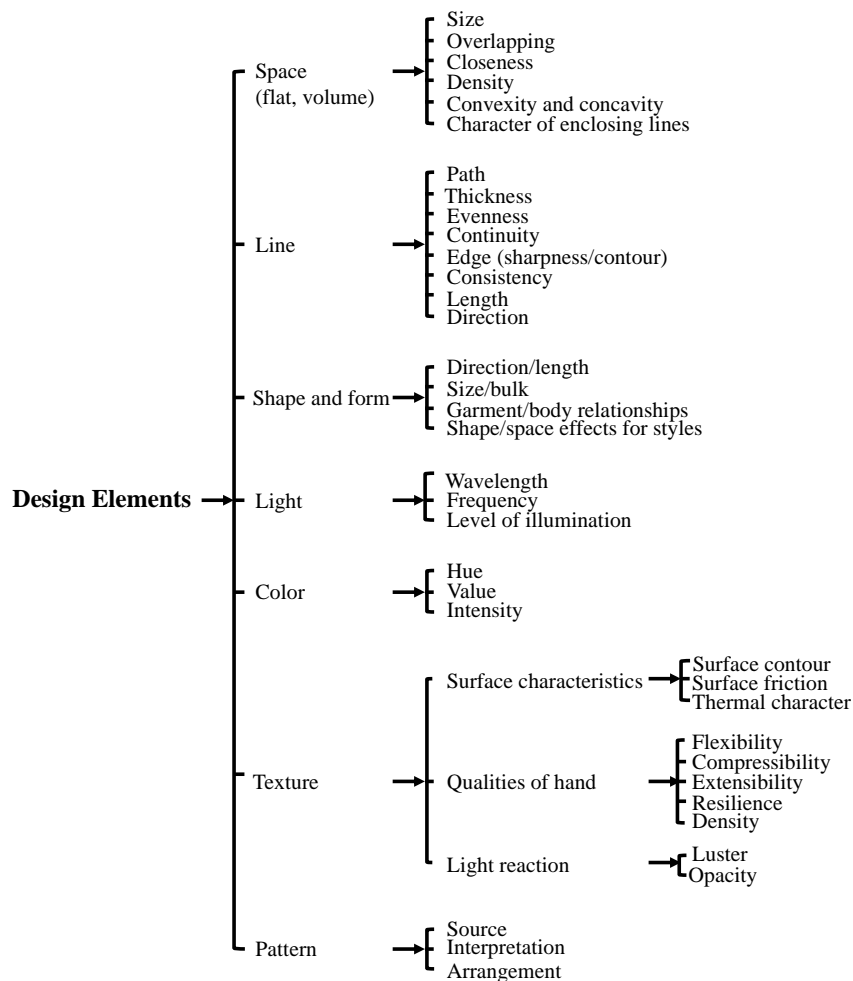 Size
Overlapping
Space
Closeness
(flat, volume)
Density
Convexity and concavity
Character of enclosing lines
Path
Thickness
Evenness
Line
Continuity
Edge (sharpness/contour)
Consistency
Length
Direction
Direction/length
Shape and form
Size/bulk
Garment/body relationships
Shape/space effects for styles
Design Elements
Light
Wavelength
Frequency
Level of illumination
Color
Hue
Value
Intensity
Texture
Surface characteristics
Surface contour
Surface friction
Thermal character
Qualities of hand
Flexibility
Compressibility
Extensibility
Resilience
Density
Light reaction
Luster
Opacity
Pattern
Source
Interpretation
Arrangement